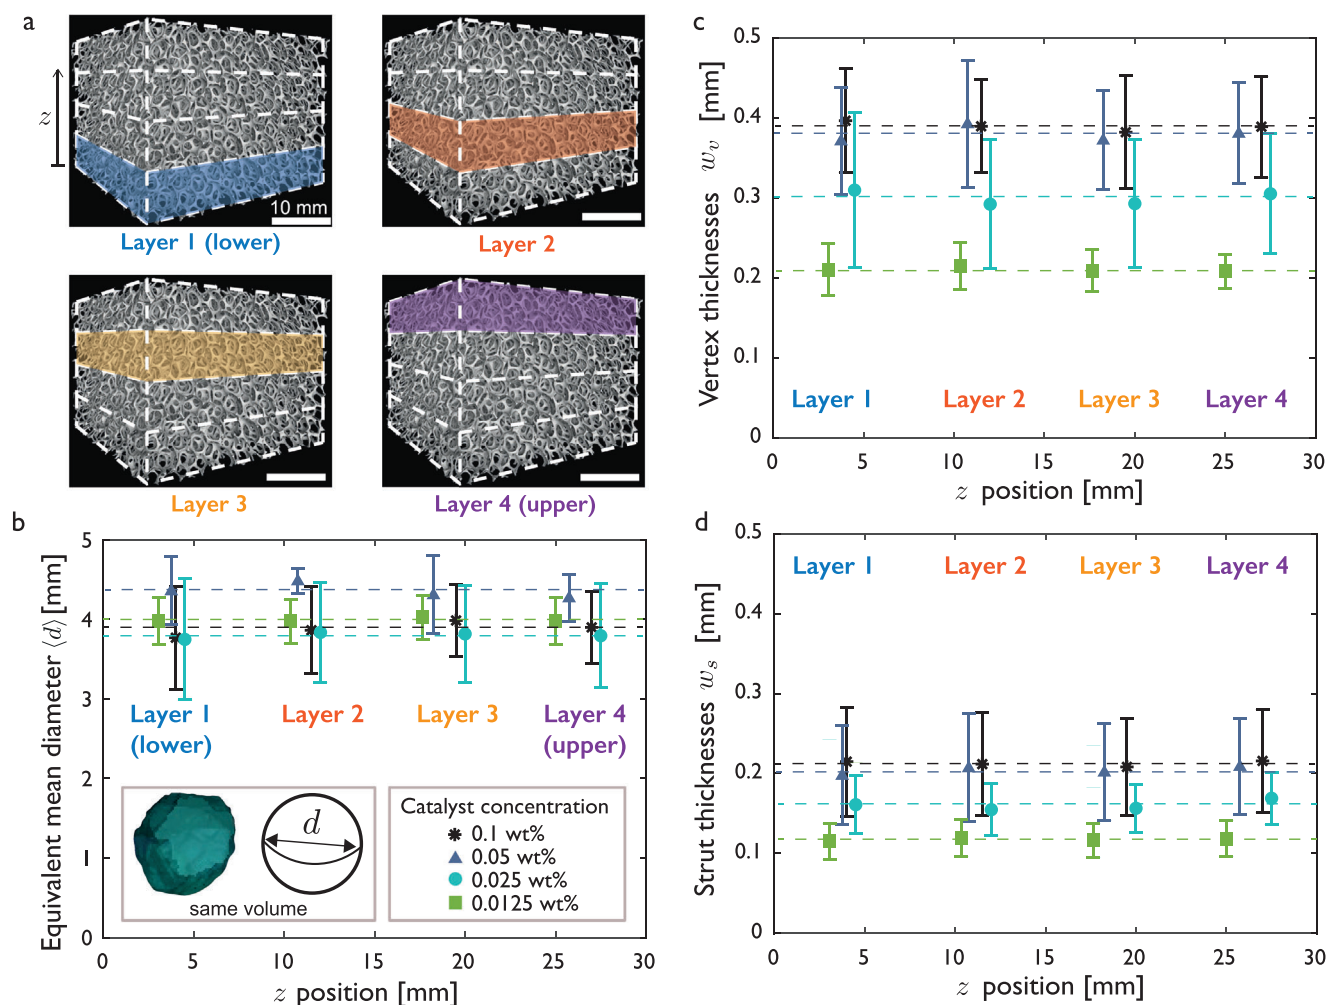 a
z
10 mm
Layer 1 (lower)
Layer 2
Layer 3
Layer 4 (upper)
b
Equivalent mean diameter ⟨d⟩ [mm]
5
4
3
2
1
0
Layer 1
(lower)
Layer 2
Layer 3
Layer 4
(upper)
d
same volume
Catalyst concentration
0.1 wt%
0.05 wt%
0.025 wt%
0.0125 wt%
0 5 10 15 20 25 30
z position [mm]
c
Vertex thicknesses w_v [mm]
0.5
0.4
0.3
0.2
0.1
0
Layer 1 Layer 2 Layer 3 Layer 4
0 5 10 15 20 25 30
z position [mm]
d
Strut thicknesses w_s [mm]
0.5
0.4
0.3
0.2
0.1
0
Layer 1 Layer 2 Layer 3 Layer 4
0 5 10 15 20 25 30
z position [mm]